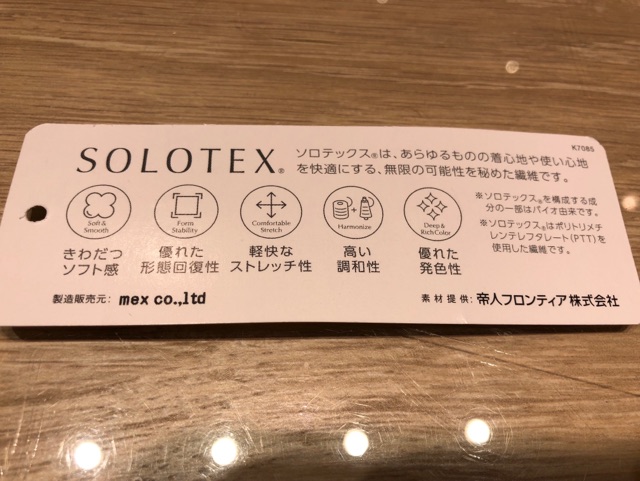 K7085
SOLOTEX®
ソロテックス®は、あらゆるものの着心地や使い心地
を快適にする、無限の可能性を秘めた繊維です。
Soft &
Smooth
きわだつ
ソフト感
Form
Stability
優れた
形態回復性
Comfortable
Stretch
軽快な
ストレッチ性
Harmonize
高い
調和性
Deep &
Rich Color
優れた
発色性
※ソロテックス®を構成する成
分の一部はバイオ由来です。
※ソロテックス®はポリトリメチ
レンテレフタレート(PTT)を
使用した繊維です。
製造販売元: mex co.,ltd
素材提供: 帝人フロンティア株式会社